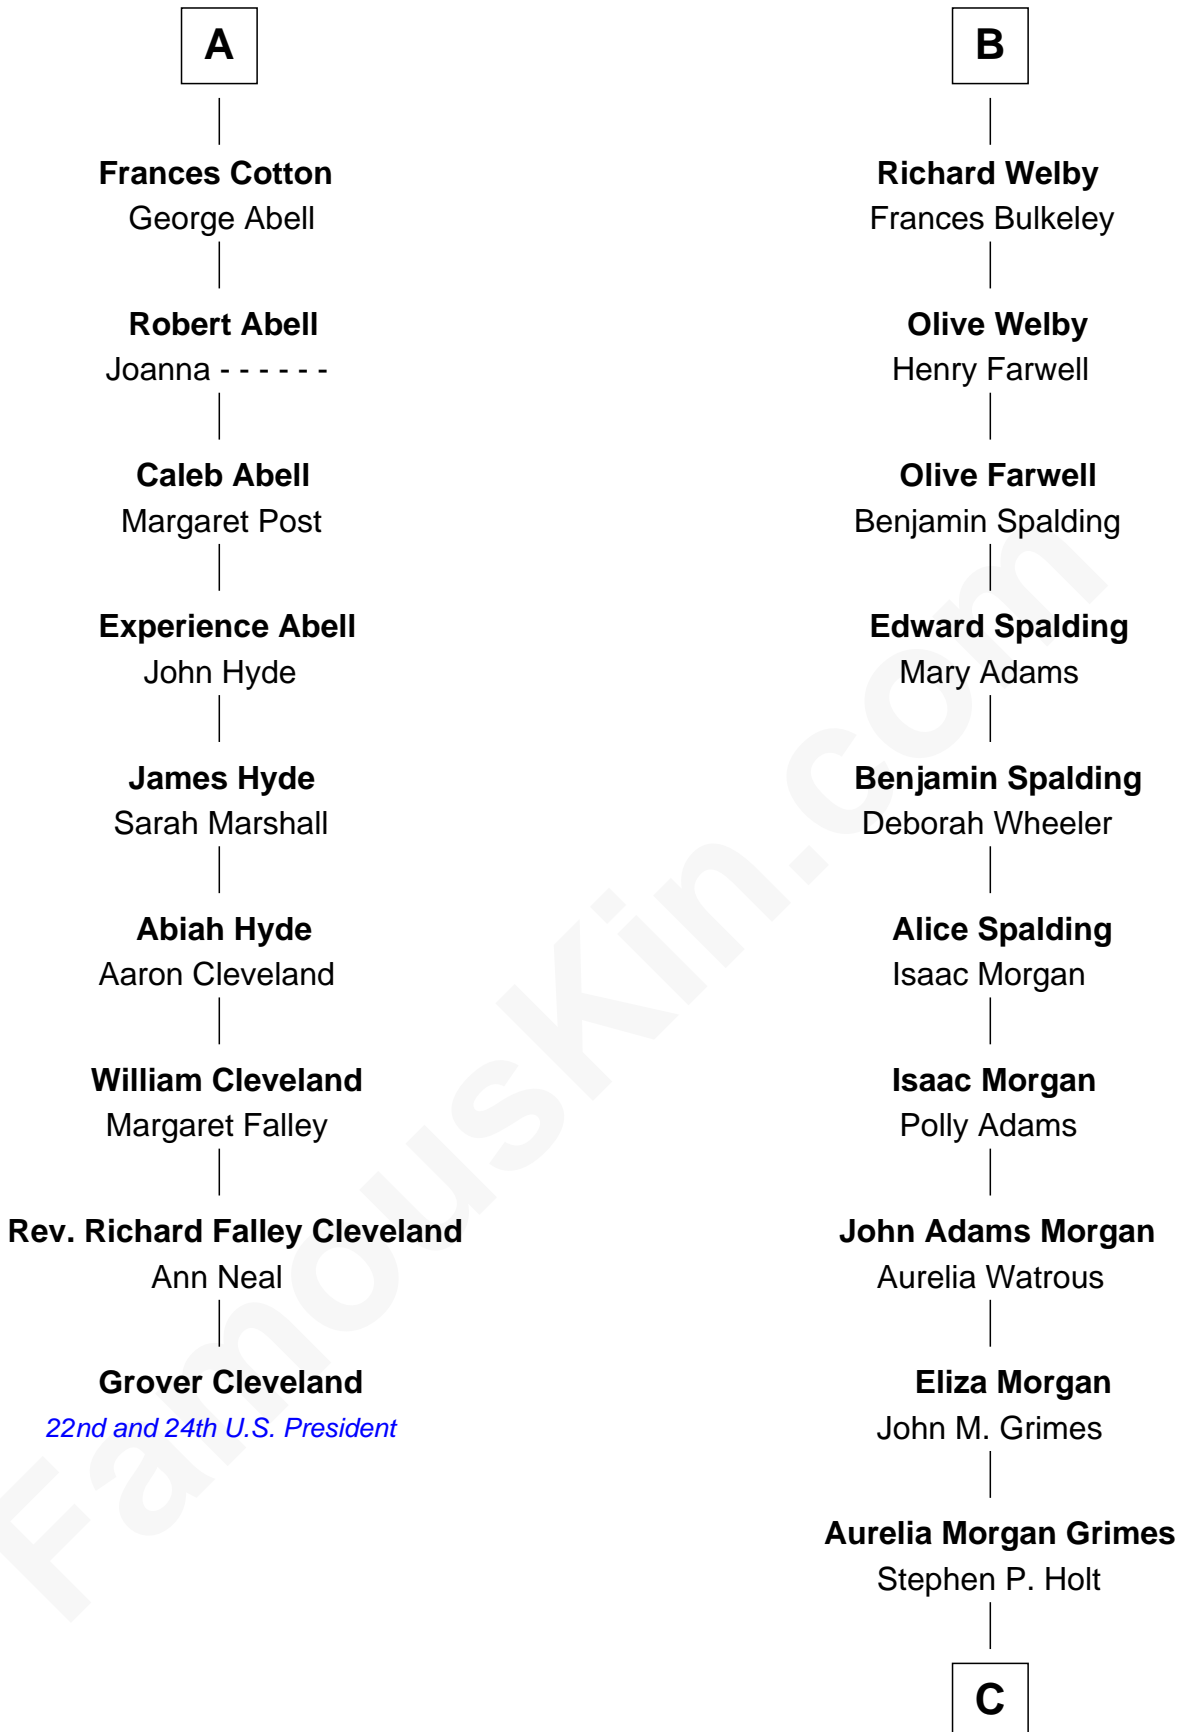 A
Frances Cotton
George Abell
Robert Abell
Joanna - - - - - -
Caleb Abell
Margaret Post
Experience Abell
John Hyde
James Hyde
Sarah Marshall
Abiah Hyde
Aaron Cleveland
William Cleveland
Margaret Falley
Rev. Richard Falley Cleveland
Ann Neal
Grover Cleveland
22nd and 24th U.S. President
B
Richard Welby
Frances Bulkeley
Olive Welby
Henry Farwell
Olive Farwell
Benjamin Spalding
Edward Spalding
Mary Adams
Benjamin Spalding
Deborah Wheeler
Alice Spalding
Isaac Morgan
Isaac Morgan
Polly Adams
John Adams Morgan
Aurelia Watrous
Eliza Morgan
John M. Grimes
Aurelia Morgan Grimes
Stephen P. Holt
C
FamousKin.com